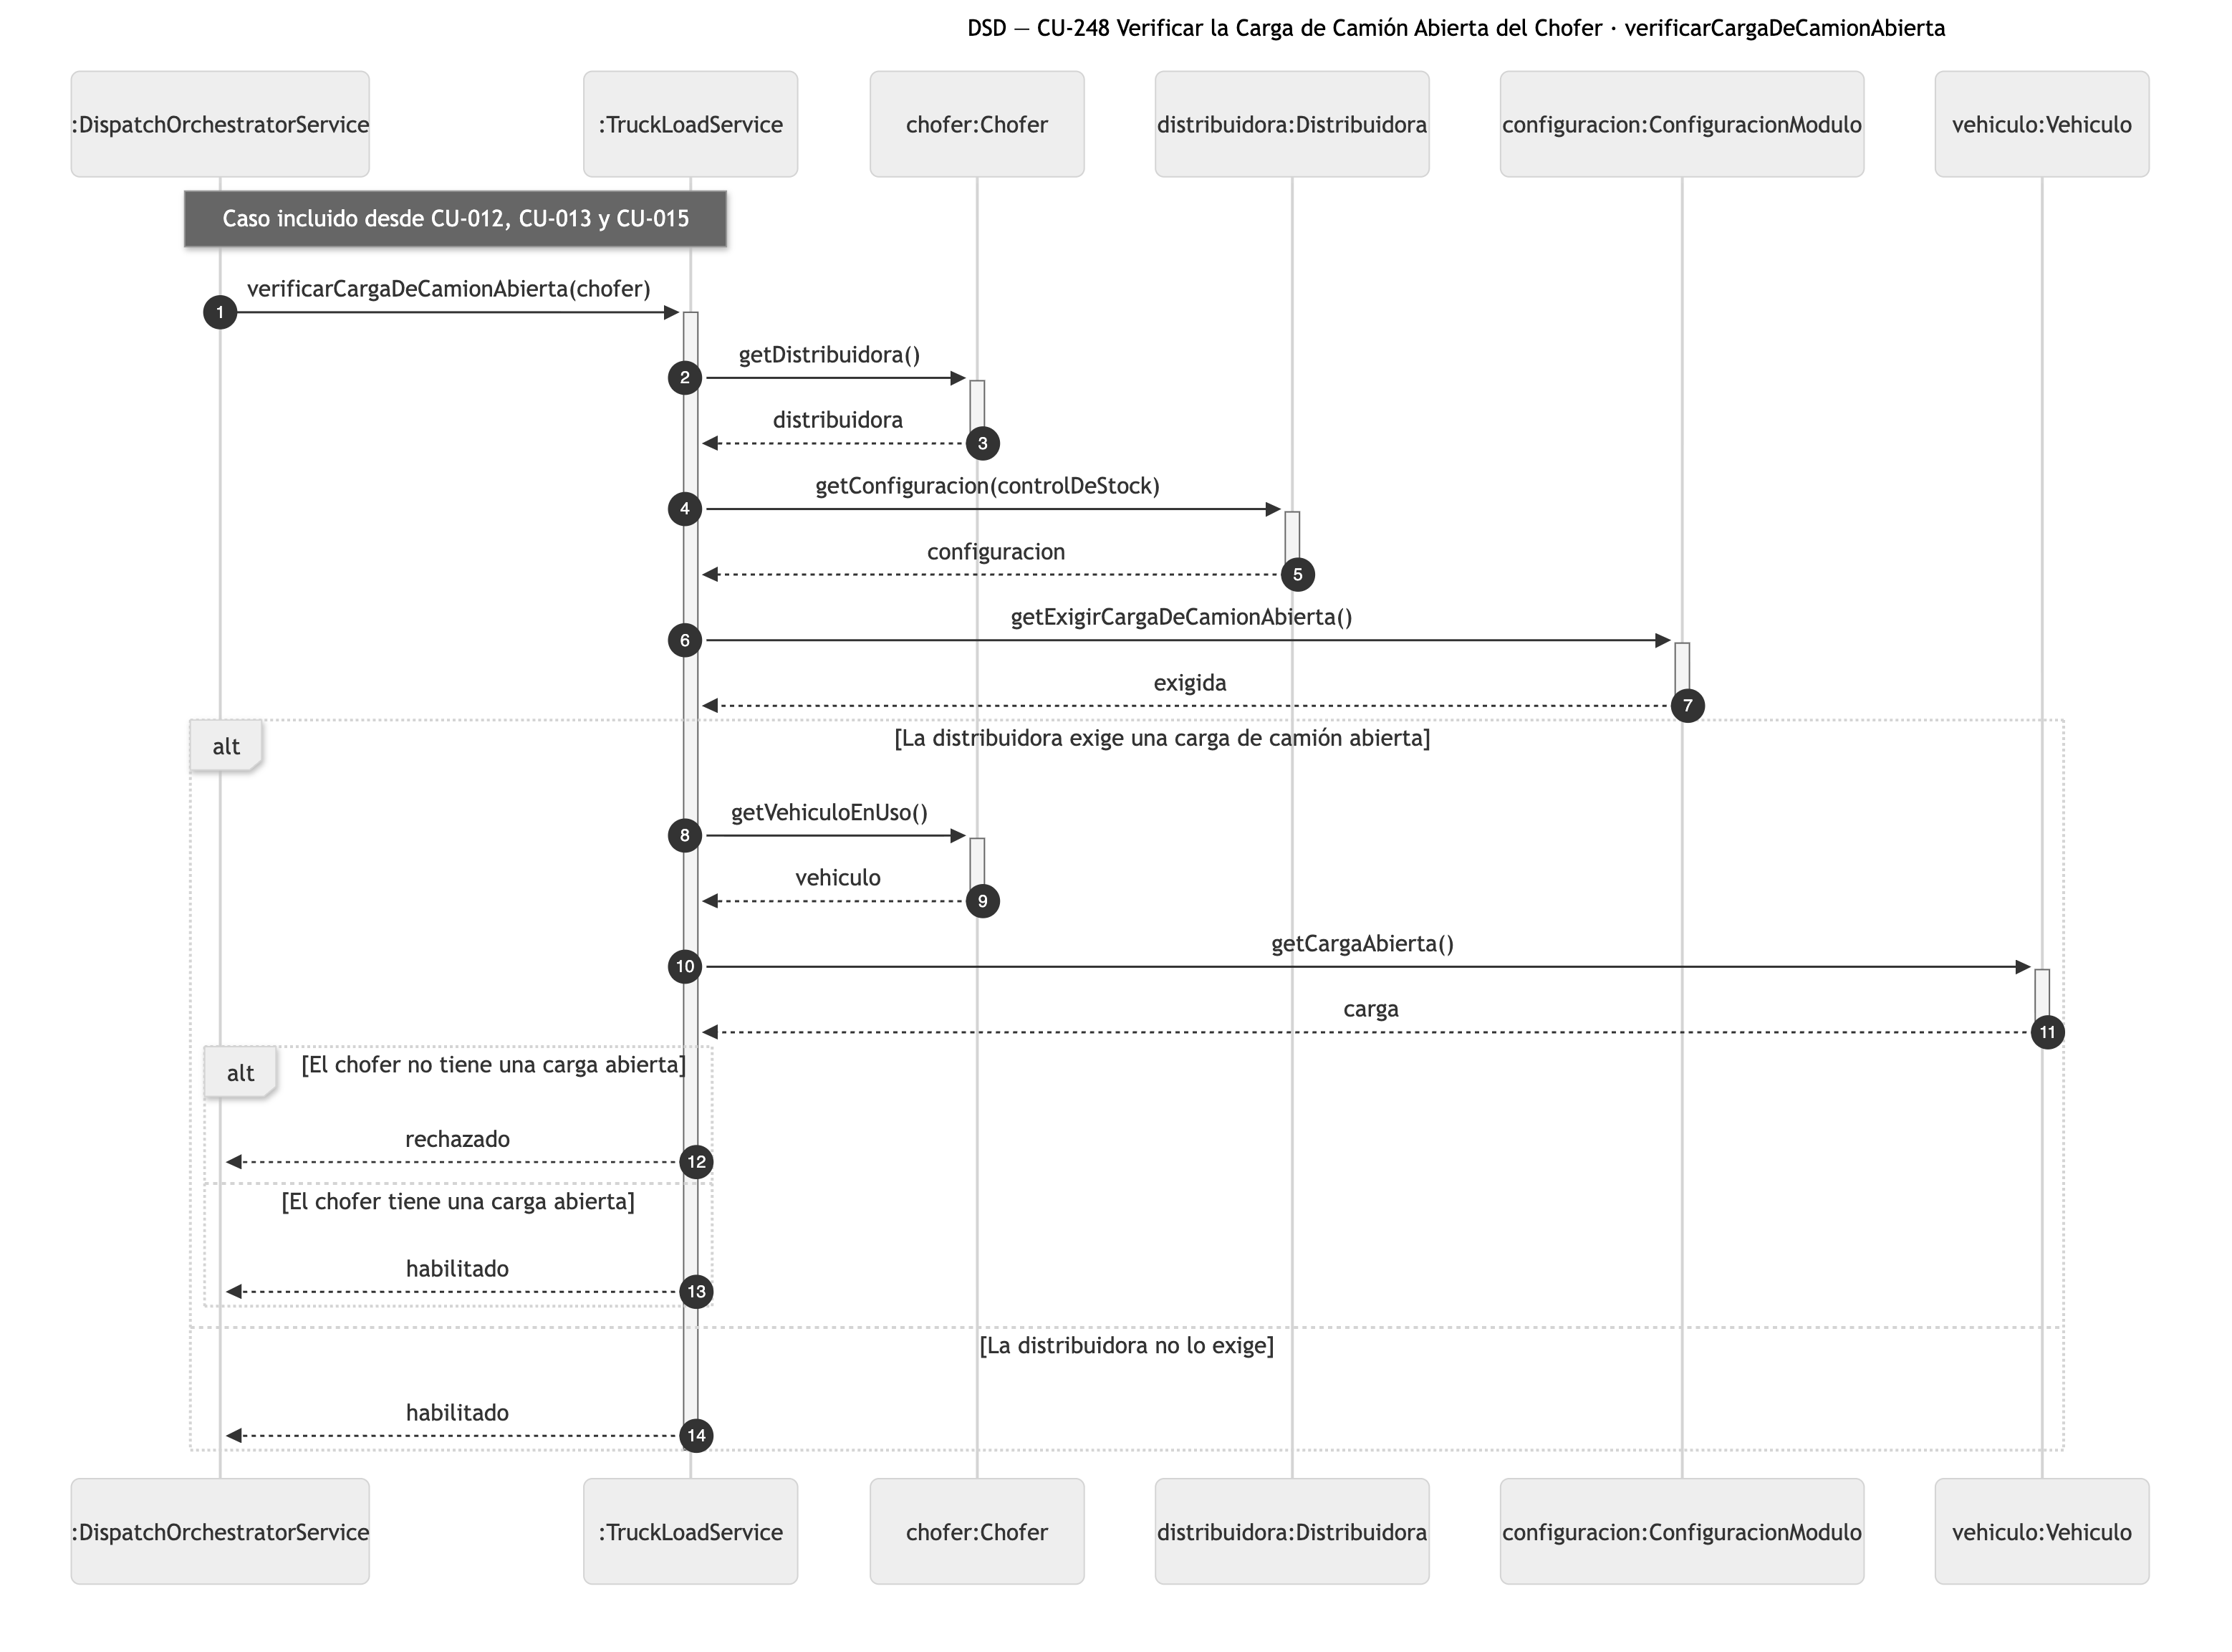 DSD — CU-248 Verificar la Carga de Camión Abierta del Chofer · verificarCargaDeCamionAbierta
:DispatchOrchestratorService
:TruckLoadService
chofer:Chofer
distribuidora:Distribuidora
configuracion:ConfiguracionModulo
vehiculo:Vehiculo
Caso incluido desde CU-012, CU-013 y CU-015
verificarCargaDeCamionAbierta(chofer)
1
getDistribuidora()
2
distribuidora
3
getConfiguracion(controlDeStock)
4
configuracion
5
getExigirCargaDeCamionAbierta()
6
exigida
7
alt
[La distribuidora exige una carga de camión abierta]
getVehiculoEnUso()
8
vehiculo
9
getCargaAbierta()
10
carga
11
alt
[El chofer no tiene una carga abierta]
rechazado
12
[El chofer tiene una carga abierta]
habilitado
13
[La distribuidora no lo exige]
habilitado
14
:DispatchOrchestratorService
:TruckLoadService
chofer:Chofer
distribuidora:Distribuidora
configuracion:ConfiguracionModulo
vehiculo:Vehiculo